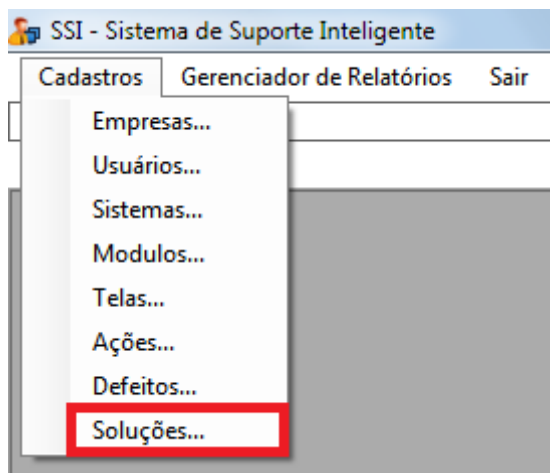 SSI - Sistema de Suporte Inteligente
Cadastros Gerenciador de Relatórios Sair
Empresas...
Usuários...
Sistemas...
Modulos...
Telas...
Ações...
Defeitos...
Soluções...